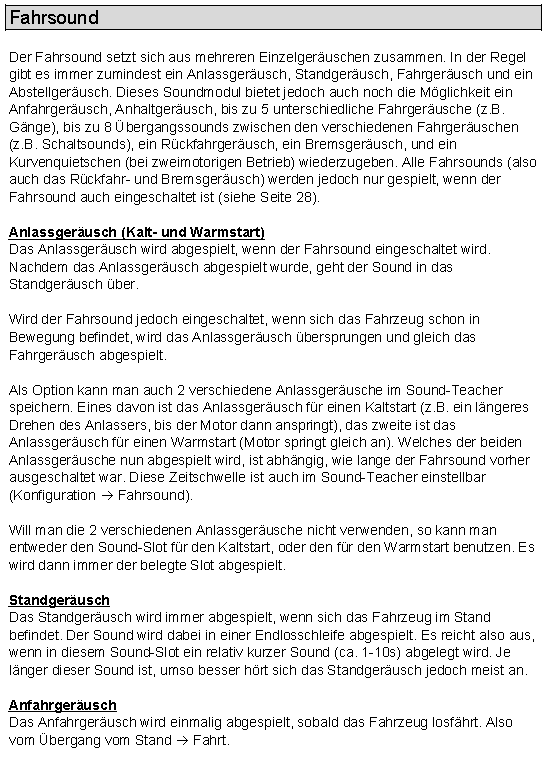 Fahrsound
Der Fahrsound setzt sich aus mehreren Einzelgeräuschen zusammen. In der Regel
gibt es immer zumindest ein Anlassgeräusch, Standgeräusch, Fahrgeräusch und ein
Abstellgeräusch. Dieses Soundmodul bietet jedoch auch noch die Möglichkeit ein
Anfahrgeräusch, Anhaltgeräusch, bis zu 5 unterschiedliche Fahrgeräusche (z.B.
Gänge), bis zu 8 Übergangssounds zwischen den verschiedenen Fahrgeräuschen
(z.B. Schaltsounds), ein Rückfahrgeräusch, ein Bremsgeräusch, und ein
Kurvenquietschen (bei zweimotorigen Betrieb) wiederzugeben. Alle Fahrsounds (also
auch das Rückfahr- und Bremsgeräusch) werden jedoch nur gespielt, wenn der
Fahrsound auch eingeschaltet ist (siehe Seite 28).
Anlassgeräusch (Kalt- und Warmstart)
Das Anlassgeräusch wird abgespielt, wenn der Fahrsound eingeschaltet wird.
Nachdem das Anlassgeräusch abgespielt wurde, geht der Sound in das
Standgeräusch über.
Wird der Fahrsound jedoch eingeschaltet, wenn sich das Fahrzeug schon in
Bewegung befindet, wird das Anlassgeräusch übersprungen und gleich das
Fahrgeräusch abgespielt.
Als Option kann man auch 2 verschiedene Anlassgeräusche im Sound-Teacher
speichern. Eines davon ist das Anlassgeräusch für einen Kaltstart (z.B. ein längeres
Drehen des Anlassers, bis der Motor dann anspringt), das zweite ist das
Anlassgeräusch für einen Warmstart (Motor springt gleich an). Welches der beiden
Anlassgeräusche nun abgespielt wird, ist abhängig, wie lange der Fahrsound vorher
ausgeschaltet war. Diese Zeitschwelle ist auch im Sound-Teacher einstellbar
(Konfiguration → Fahrsound).
Will man die 2 verschiedenen Anlassgeräusche nicht verwenden, so kann man
entweder den Sound-Slot für den Kaltstart, oder den für den Warmstart benutzen. Es
wird dann immer der belegte Slot abgespielt.
Standgeräusch
Das Standgeräusch wird immer abgespielt, wenn sich das Fahrzeug im Stand
befindet. Der Sound wird dabei in einer Endlosschleife abgespielt. Es reicht also aus,
wenn in diesem Sound-Slot ein relativ kurzer Sound (ca. 1-10s) abgelegt wird. Je
länger dieser Sound ist, umso besser hört sich das Standgeräusch jedoch meist an.
Anfahrgeräusch
Das Anfahrgeräusch wird einmalig abgespielt, sobald das Fahrzeug losfährt. Also
vom Übergang vom Stand → Fahrt.